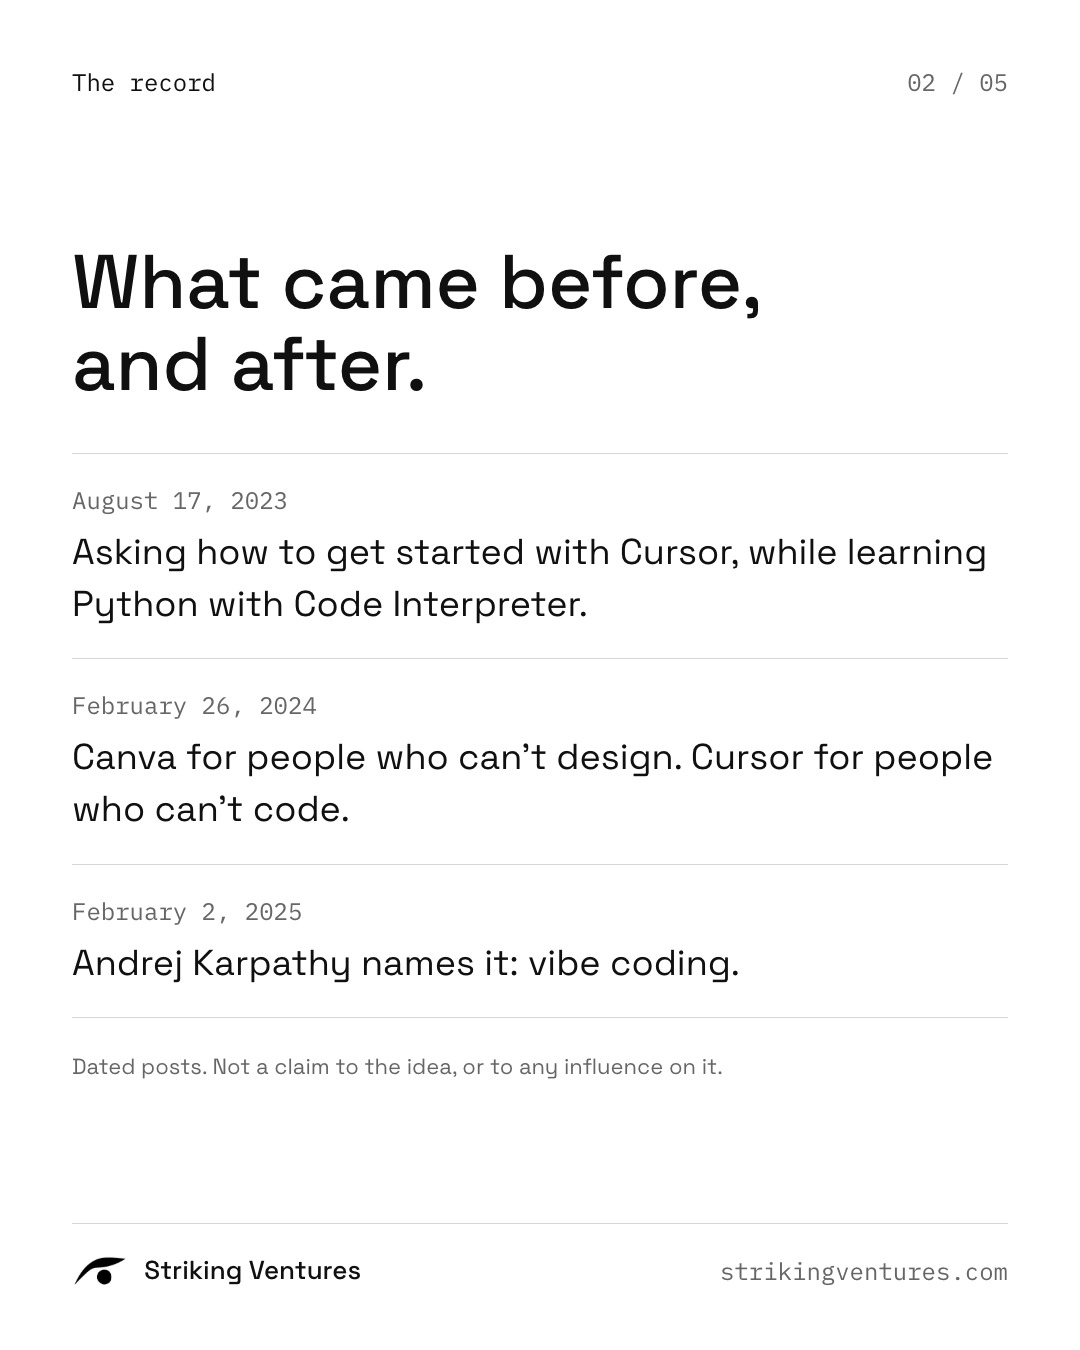 The record
02 / 05
What came before,
and after.
August 17, 2023
Asking how to get started with Cursor, while learning
Python with Code Interpreter.
February 26, 2024
Canva for people who can’t design. Cursor for people
who can’t code.
February 2, 2025
Andrej Karpathy names it: vibe coding.
Dated posts. Not a claim to the idea, or to any influence on it.
Striking Ventures
strikingventures.com